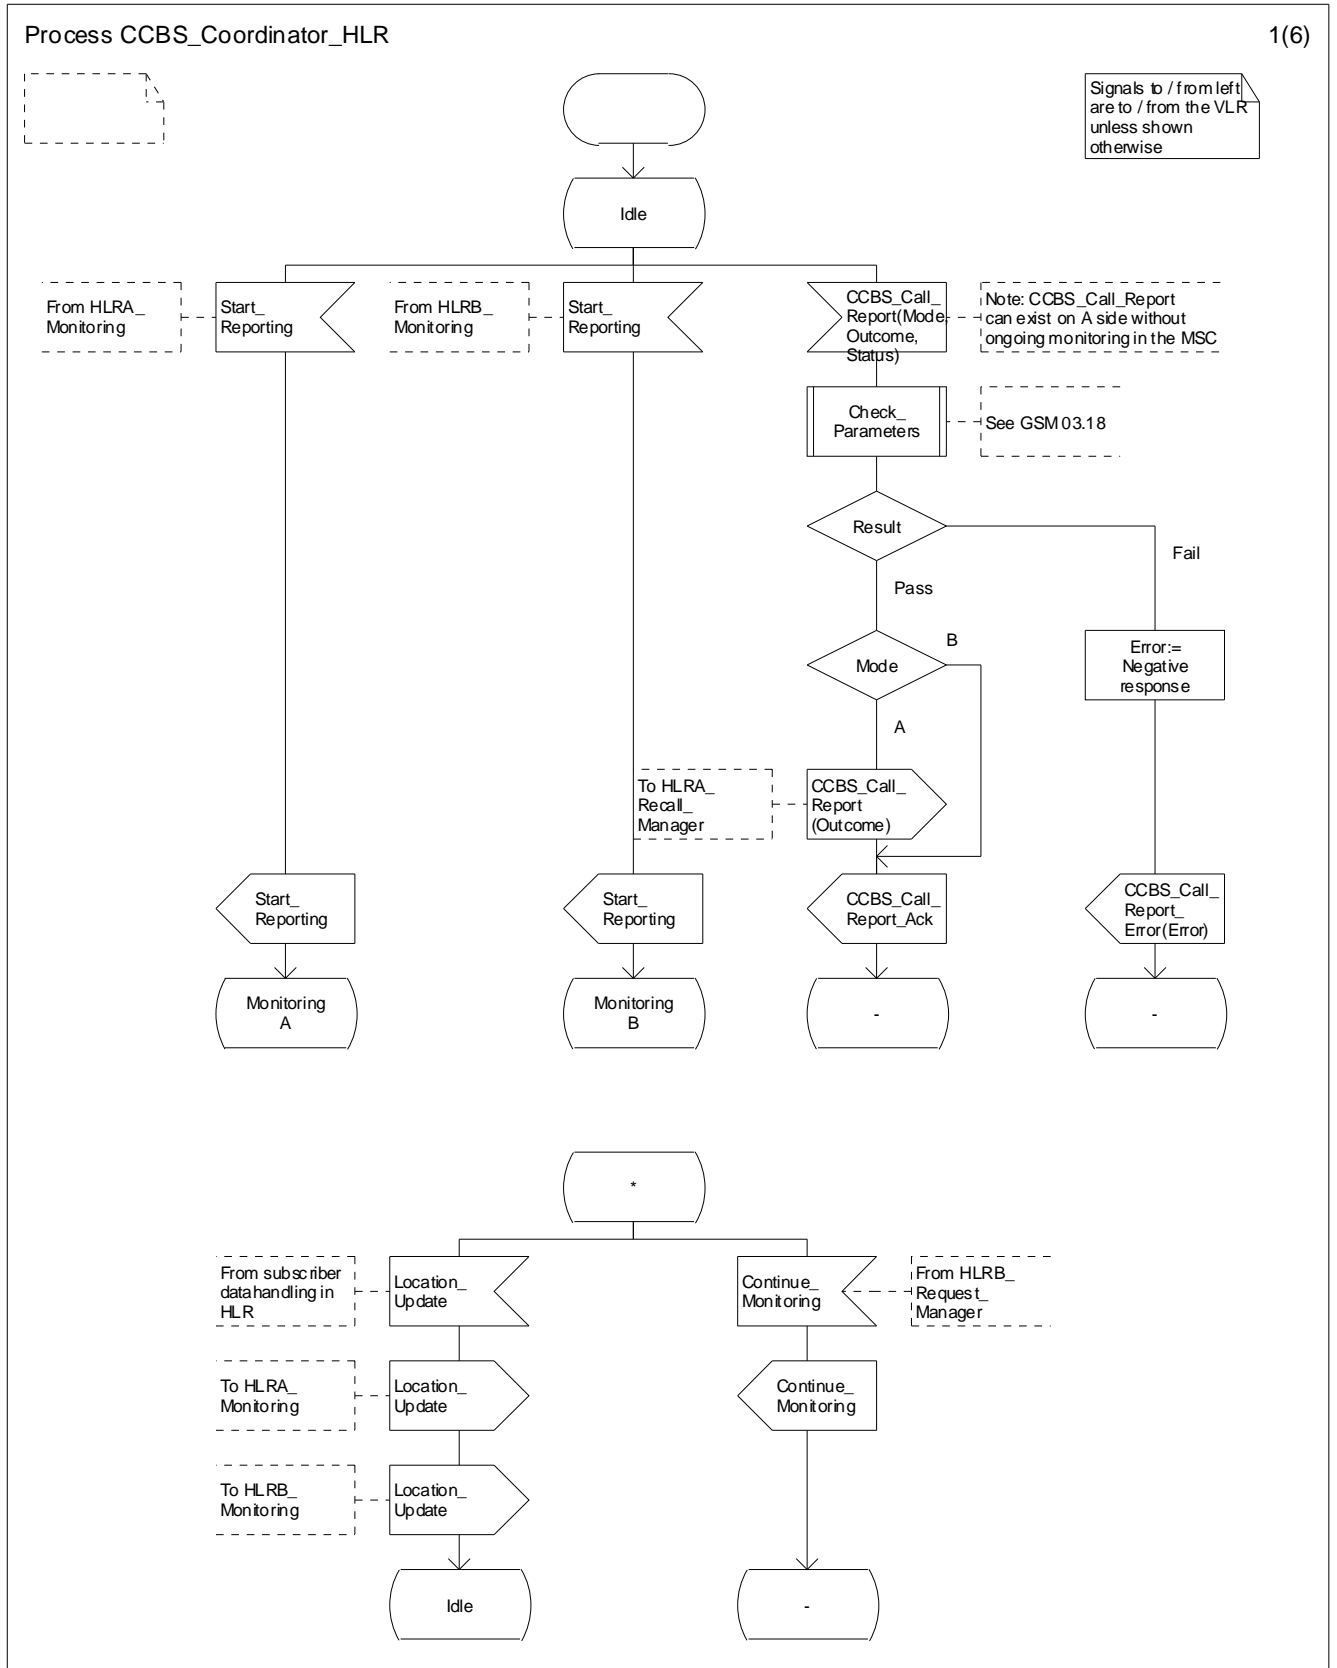 Process CCBS_Coordinator_HLR
1(6)
Signals to / from left
are to / from the VLR
unless shown
otherwise
Idle
From HLRA_
Monitoring
Start_
Reporting
From HLRB_
Monitoring
Start_
Reporting
CCBS_Call_
Report(Mode,
Outcome,
Status)
Note: CCBS_Call_Report
can exist on A side without
ongoing monitoring in the MSC
Check_
Parameters
See GSM 03.18
Result
Fail
Pass
B
Mode
Error:=
Negative
response
A
To HLRA_
Recall_
Manager
CCBS_Call_
Report
(Outcome)
Start_
Reporting
Start_
Reporting
CCBS_Call_
Report_Ack
CCBS_Call_
Report_
Error(Error)
Monitoring
A
Monitoring
B
-
-
*
From subscriber
data handling in
HLR
Location_
Update
Continue_
Monitoring
From HLRB_
Request_
Manager
To HLRA_
Monitoring
Location_
Update
Continue_
Monitoring
To HLRB_
Monitoring
Location_
Update
Idle
-